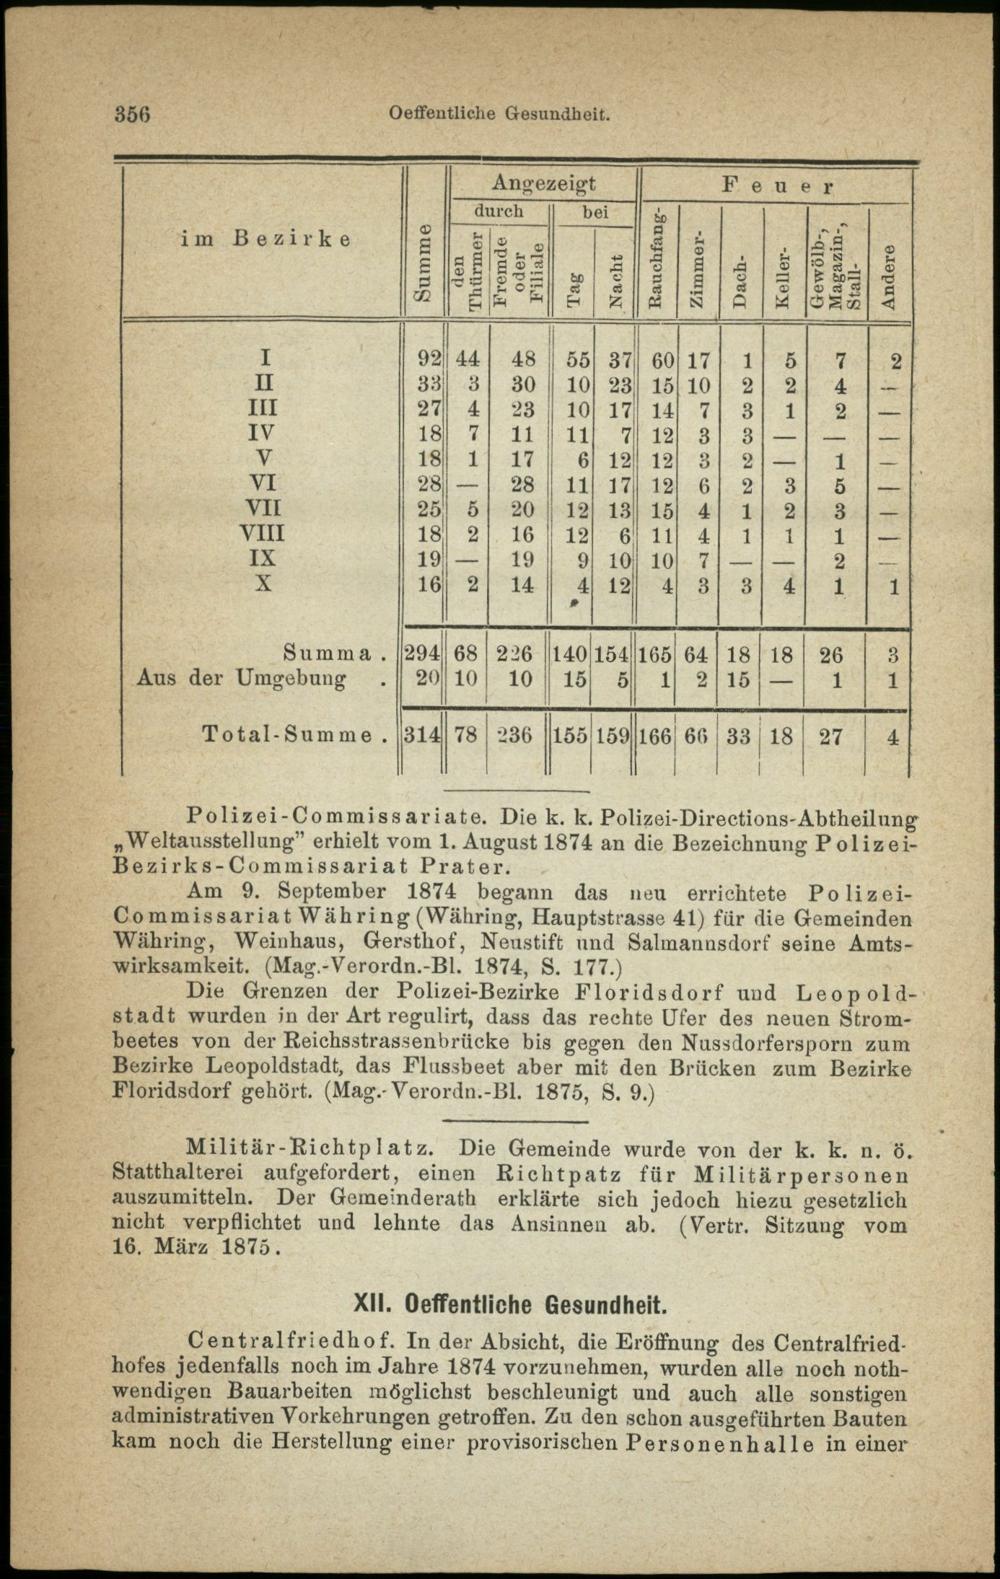 356 Oeffentliche Gesundheit.
im Bezirke Summe Angezeigt Feuer
durch bei
den Thürmer Fremde oder Filiale Tag Nacht Rauchfang- Zimmer- Dach- Keller- Gewölb-, Magazin-, Stall- Andere
I 92 44 48 55 37 60 17 1 5 7 2
II 33 3 30 10 23 15 10 2 2 4 —
III 27 4 23 10 17 14 7 3 1 2 —
IV 18 7 11 11 7 12 3 3 — — —
V 18 1 17 6 12 12 3 2 — 1 —
VI 28 — 28 11 17 12 6 2 3 5 —
VII 25 5 20 12 13 15 4 1 2 3 —
VIII 18 2 16 12 6 11 4 1 1 1 —
IX 19 — 19 9 10 10 7 — — 2 —
X 16 2 14 4 12 4 3 3 4 1 1
Summa . 294 68 226 140 154 165 64 18 18 26 3
Aus der Umgebung . 20 10 10 15 5 1 2 15 — 1 1
Total-Summe . 314 78 236 155 159 166 66 33 18 27 4
Polizei-Commissariate. Die k. k. Polizei-Directions-Abtheilung
„Weltausstellung” erhielt vom 1. August 1874 an die Bezeichnung Polizei-
Bezirks-Commissariat Prater.
Am 9. September 1874 begann das neu errichtete Polizei-
Commissariat Währing (Währing, Hauptstrasse 41) für die Gemeinden
Währing, Weinhaus, Gersthof, Neustift und Salmannsdorf seine Amts-
wirksamkeit. (Mag.-Verordn.-Bl. 1874, S. 177.)
Die Grenzen der Polizei-Bezirke Floridsdorf und Leopold-
stadt wurden in der Art regulirt, dass das rechte Ufer des neuen Strom-
beetes von der Reichsstrassenbrücke bis gegen den Nussdorfersporn zum
Bezirke Leopoldstadt, das Flussbeet aber mit den Brücken zum Bezirke
Floridsdorf gehört. (Mag.-Verordn.-Bl. 1875, S. 9.)
Militär-Richtplatz. Die Gemeinde wurde von der k. k. n. ö.
Statthalterei aufgefordert, einen Richtpatz für Militärpersonen
auszumitteln. Der Gemeinderath erklärte sich jedoch hiezu gesetzlich
nicht verpflichtet und lehnte das Ansinnen ab. (Vertr. Sitzung vom
16. März 1875.
XII. Oeffentliche Gesundheit.
Centralfriedhof. In der Absicht, die Eröffnung des Centralfried-
hofes jedenfalls noch im Jahre 1874 vorzunehmen, wurden alle noch noth-
wendigen Bauarbeiten möglichst beschleunigt und auch alle sonstigen
administrativen Vorkehrungen getroffen. Zu den schon ausgeführten Bauten
kam noch die Herstellung einer provisorischen Personenhalle in einer